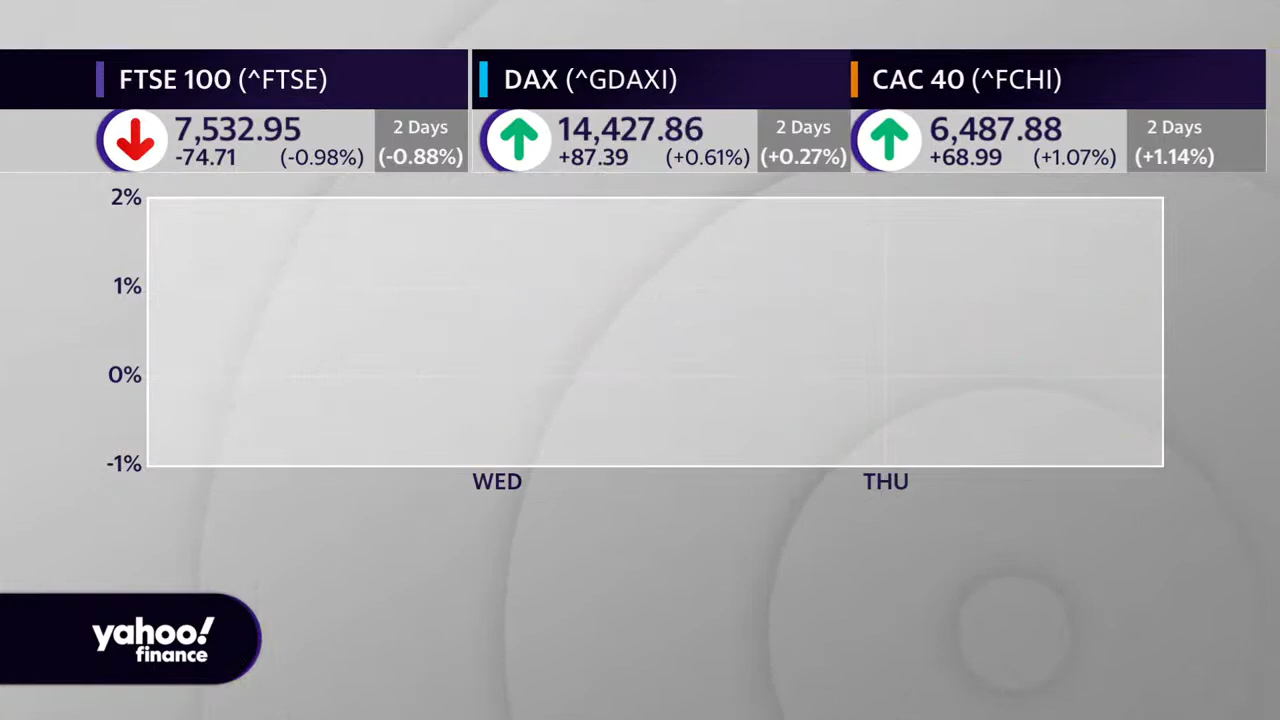 FTSE 100 (^FTSE)
7,532.95
-74.71 (-0.98%)
2 Days
(-0.88%)
DAX (^GDAXI)
14,427.86
+87.39 (+0.61%)
2 Days
(+0.27%)
CAC 40 (^FCHI)
6,487.88
+68.99 (+1.07%)
2 Days
(+1.14%)
2%
1%
0%
-1%
WED THU
yahoo!
finance